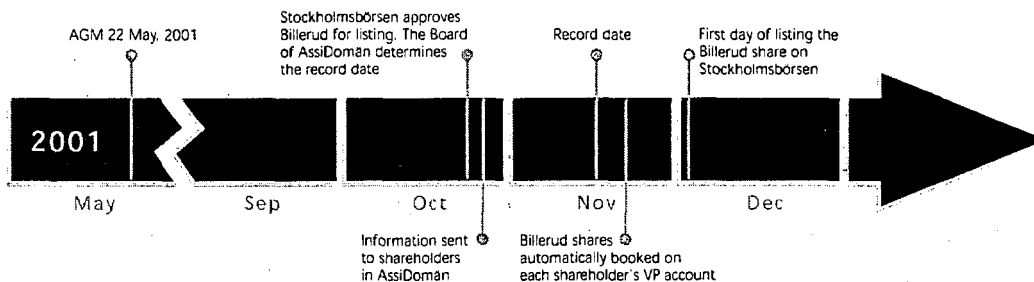 AGM 22 May, 2001
Stockholmsbörsen approves
Billerud for listing. The Board
of AssiDomän determines
the record date
Record date
First day of listing the
Billerud share on
Stockholmsbörsen
2001
May
Sep
Oct
Nov
Dec
Information sent
to shareholders
in AssiDomän
Billerud shares
automatically booked on
each shareholder's VP account